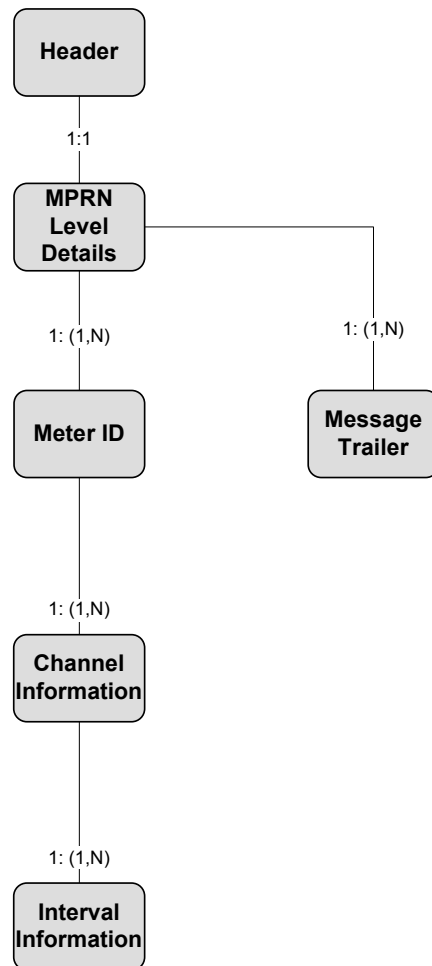 Header
1:1
MPRN
Level
Details
1: (1,N)
1: (1,N)
Meter ID
Message
Trailer
1: (1,N)
Channel
Information
1: (1,N)
Interval
Information